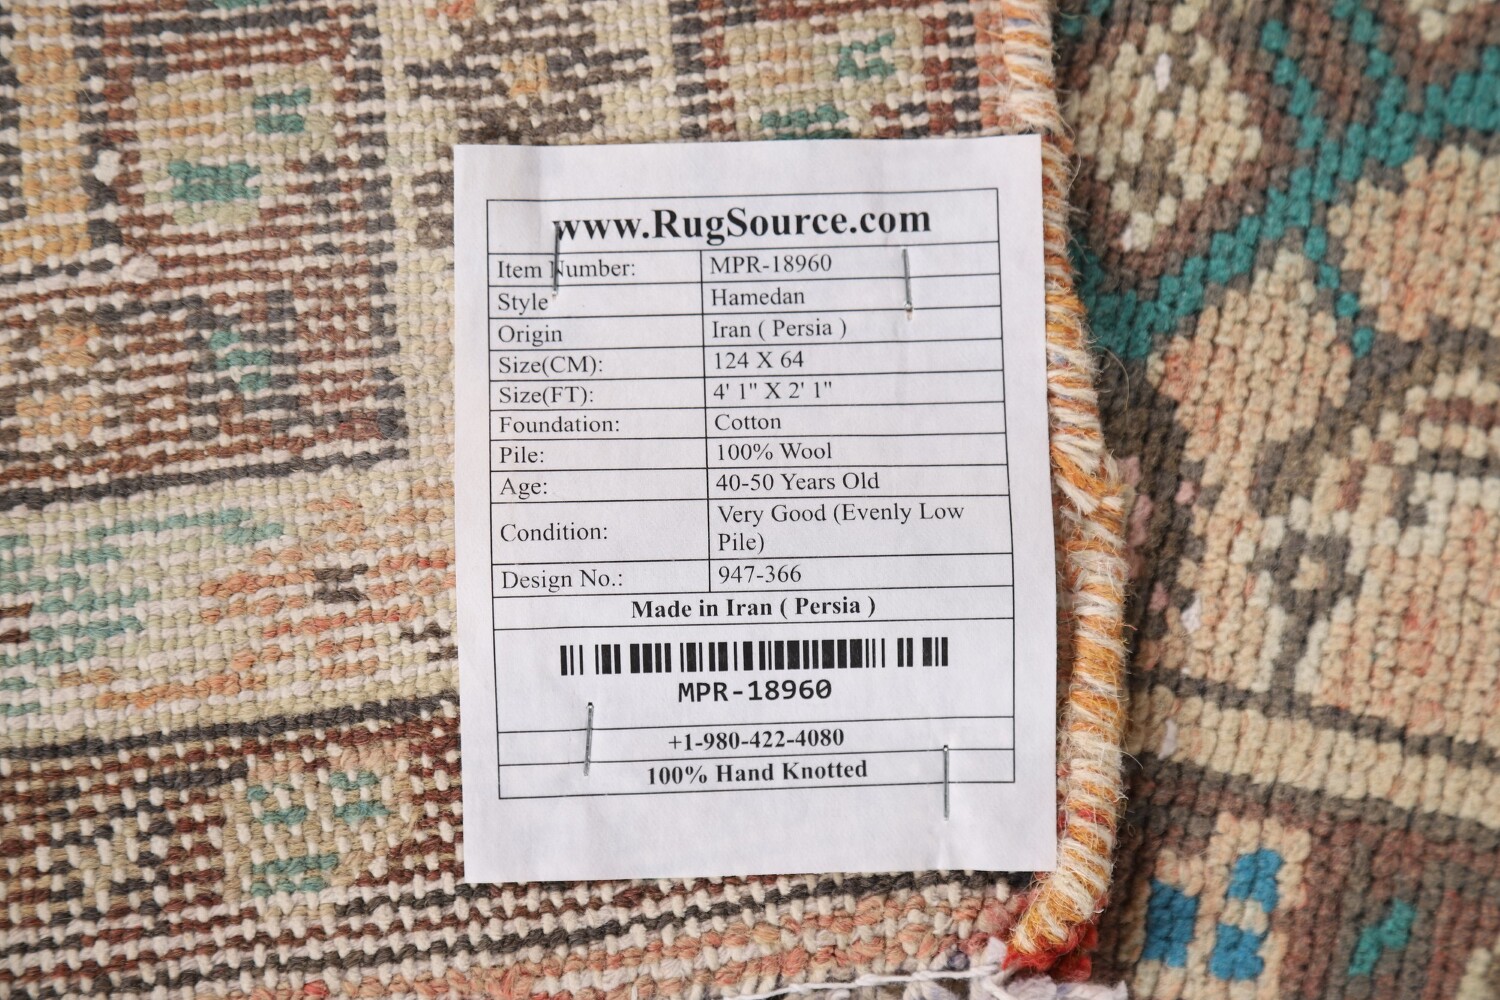 www.RugSource.com
Item Number: MPR-18960
Style Hamedan
Origin Iran ( Persia )
Size(CM): 124 X 64
Size(FT): 4' 1" X 2' 1"
Foundation: Cotton
Pile: 100% Wool
Age: 40-50 Years Old
Condition: Very Good (Evenly Low
Pile)
Design No.: 947-366
Made in Iran ( Persia )
MPR-18960
+1-980-422-4080
100% Hand Knotted